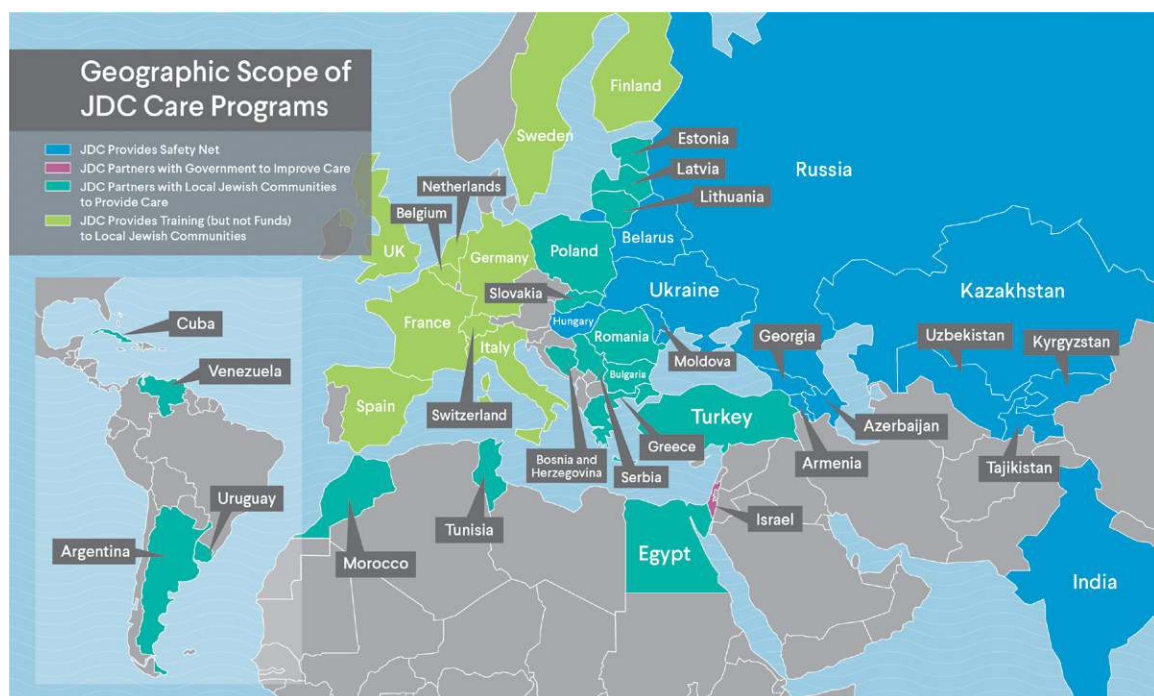 Geographic Scope of
JDC Care Programs
JDC Provides Safety Net
JDC Partners with Government to Improve Care
JDC Partners with Local Jewish Communities
to Provide Care
JDC Provides Training (but not Funds)
to Local Jewish Communities
Finland
Sweden
Estonia
Latvia
Lithuania
Russia
Netherlands
Belgium
UK
Germany
Poland
Belarus
Slovakia
Ukraine
Kazakhstan
France
Hungary
Italy
Romania
Moldova
Georgia
Uzbekistan
Kyrgyzstan
Bulgaria
Spain
Switzerland
Turkey
Greece
Azerbaijan
Armenia
Tajikistan
Bosnia and
Herzegovina
Serbia
Tunisia
Morocco
Egypt
Israel
India
Cuba
Venezuela
Uruguay
Argentina